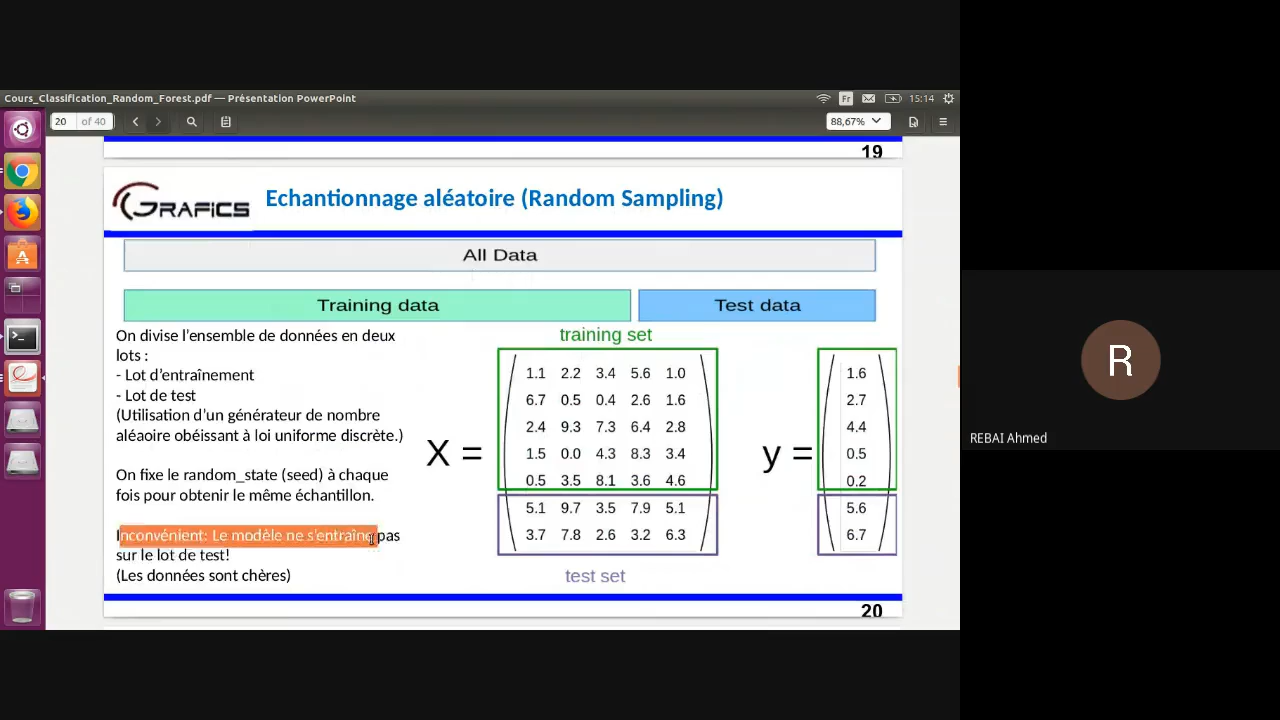 Cours_Classification_Random_Forest.pdf — Présentation PowerPoint
Fr
15:14
20 of 40
88,67%
19
GRAFICS
Echantionnage aléatoire (Random Sampling)
All Data
Training data
Test data
On divise l'ensemble de données en deux
lots :
- Lot d'entraînement
- Lot de test
(Utilisation d'un générateur de nombre
aléaoire obéissant à loi uniforme discrète.)
On fixe le random_state (seed) à chaque
fois pour obtenir le même échantillon.
Inconvénient: Le modèle ne s'entraîne pas
sur le lot de test!
(Les données sont chères)
training set
X =
1.1 2.2 3.4 5.6 1.0
6.7 0.5 0.4 2.6 1.6
2.4 9.3 7.3 6.4 2.8
1.5 0.0 4.3 8.3 3.4
0.5 3.5 8.1 3.6 4.6
5.1 9.7 3.5 7.9 5.1
3.7 7.8 2.6 3.2 6.3
test set
y =
1.6
2.7
4.4
0.5
0.2
5.6
6.7
20
R
REBAI Ahmed